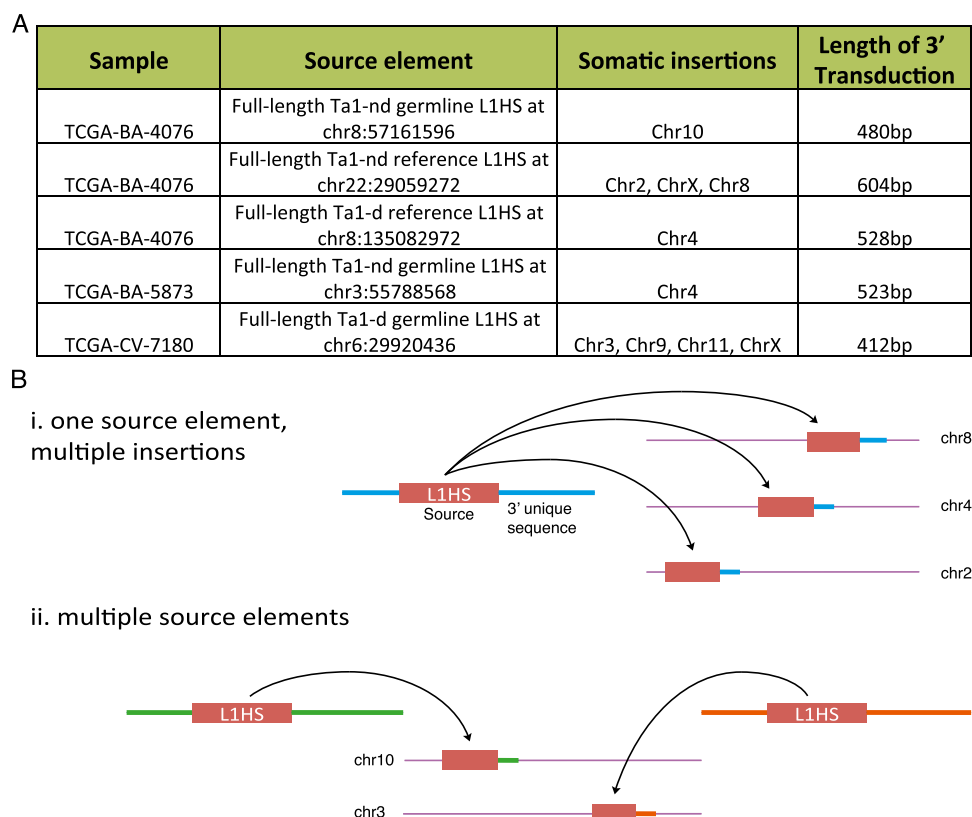 A
Sample Source element Somatic insertions Length of 3’ Transduction
TCGA-BA-4076 Full-length Ta1-nd germline L1HS at chr8:57161596 Chr10 480bp
TCGA-BA-4076 Full-length Ta1-nd reference L1HS at chr22:29059272 Chr2, ChrX, Chr8 604bp
TCGA-BA-4076 Full-length Ta1-d reference L1HS at chr8:135082972 Chr4 528bp
TCGA-BA-5873 Full-length Ta1-nd germline L1HS at chr3:55788568 Chr4 523bp
TCGA-CV-7180 Full-length Ta1-d germline L1HS at chr6:29920436 Chr3, Chr9, Chr11, ChrX 412bp
B
i. one source element,
multiple insertions
chr8
L1HS
Source
3’ unique
sequence
chr4
chr2
ii. multiple source elements
L1HS
L1HS
chr10
chr3